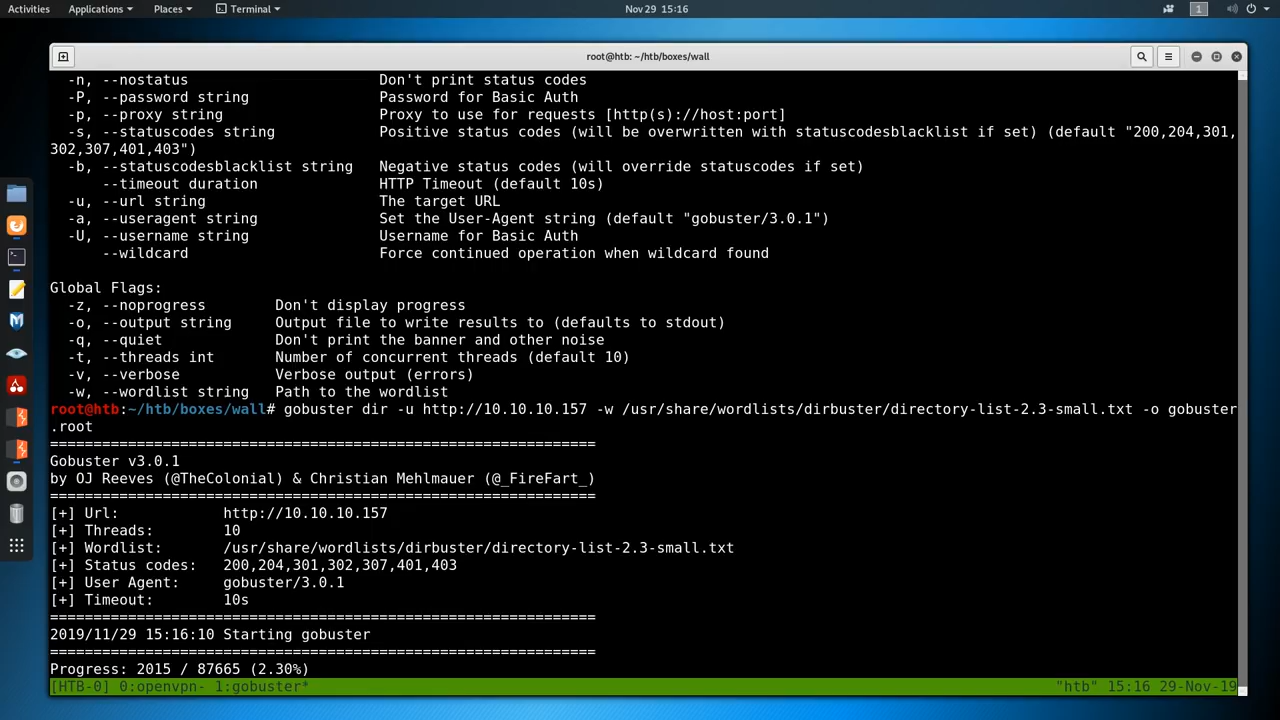 Activities Applications Places Terminal Nov 29 15:16 1
root@htb: ~/htb/boxes/wall
-n, --nostatus Don't print status codes
-P, --password string Password for Basic Auth
-p, --proxy string Proxy to use for requests [http(s)://host:port]
-s, --statuscodes string Positive status codes (will be overwritten with statuscodesblacklist if set) (default "200,204,301,
302,307,401,403")
-b, --statuscodesblacklist string Negative status codes (will override statuscodes if set)
--timeout duration HTTP Timeout (default 10s)
-u, --url string The target URL
-a, --useragent string Set the User-Agent string (default "gobuster/3.0.1")
-U, --username string Username for Basic Auth
--wildcard Force continued operation when wildcard found
Global Flags:
-z, --noprogress Don't display progress
-o, --output string Output file to write results to (defaults to stdout)
-q, --quiet Don't print the banner and other noise
-t, --threads int Number of concurrent threads (default 10)
-v, --verbose Verbose output (errors)
-w, --wordlist string Path to the wordlist
root@htb:~/htb/boxes/wall# gobuster dir -u http://10.10.10.157 -w /usr/share/wordlists/dirbuster/directory-list-2.3-small.txt -o gobuster
.root
===============================================================
Gobuster v3.0.1
by OJ Reeves (@TheColonial) & Christian Mehlmauer (@_FireFart_)
===============================================================
[+] Url: http://10.10.10.157
[+] Threads: 10
[+] Wordlist: /usr/share/wordlists/dirbuster/directory-list-2.3-small.txt
[+] Status codes: 200,204,301,302,307,401,403
[+] User Agent: gobuster/3.0.1
[+] Timeout: 10s
===============================================================
2019/11/29 15:16:10 Starting gobuster
===============================================================
Progress: 2015 / 87665 (2.30%)
[HTB-0] 0:openvpn- 1:gobuster* "htb" 15:16 29-Nov-19